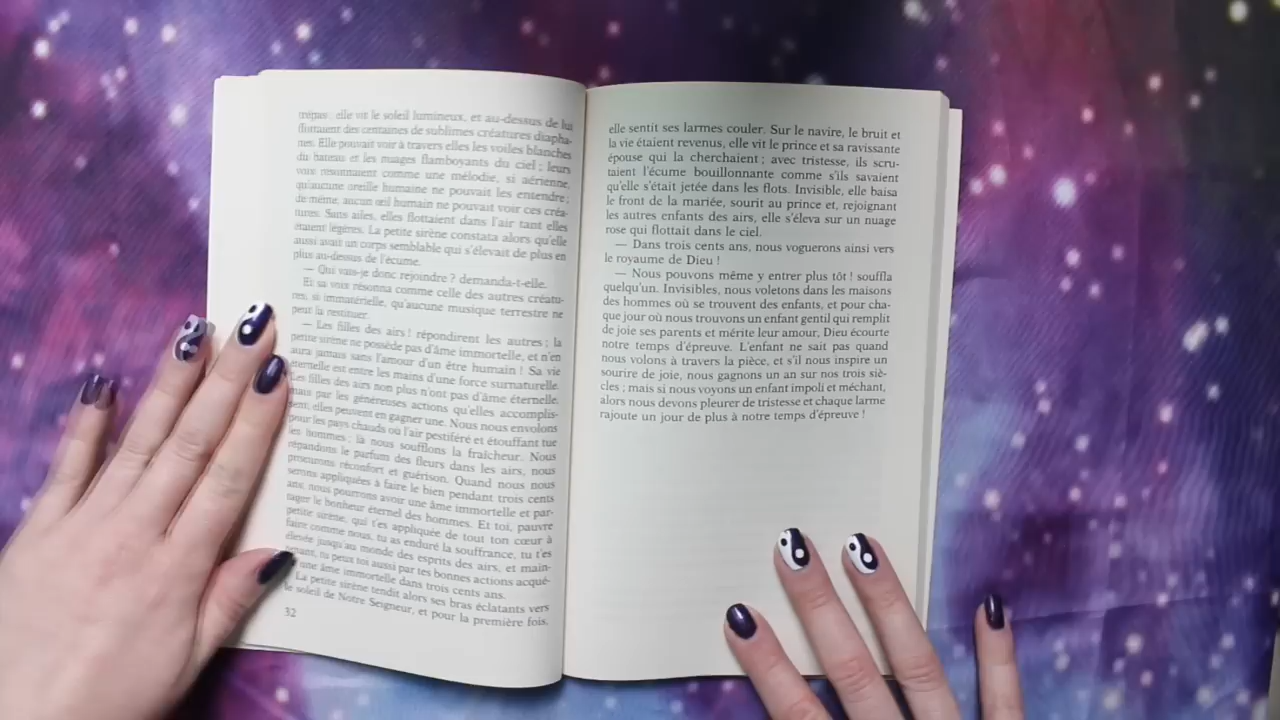 trépas : elle vit le soleil lumineux, et au-dessus de lui
flottaient des centaines de sublimes créatures diapha-
nes. Elle pouvait voir à travers elles les voiles blanches
du bateau et les nuages flamboyants du ciel ; leurs
voix résonnaient comme une mélodie, si aérienne,
qu'aucune oreille humaine ne pouvait les entendre ;
de même, aucun œil humain ne pouvait voir ces créa-
tures. Sans ailes, elles flottaient dans l'air tant elles
étaient légères. La petite sirène constata alors qu'elle
aussi avait un corps semblable qui s'élevait de plus en
plus au-dessus de l'écume.
— Qui vais-je donc rejoindre ? demanda-t-elle.
Et sa voix résonna comme celle des autres créatu-
res, si immatérielle, qu'aucune musique terrestre ne
peut la restituer.
— Les filles des airs ! répondirent les autres ; la
petite sirène ne possède pas d'âme immortelle, et n'en
aura jamais sans l'amour d'un être humain ! Sa vie
éternelle est entre les mains d'une force surnaturelle.
Les filles des airs non plus n'ont pas d'âme éternelle,
mais par les généreuses actions qu'elles accomplis-
sent, elles peuvent en gagner une. Nous nous envolons
pour les pays chauds où l'air pestiféré et étouffant tue
les hommes ; là nous soufflons la fraîcheur. Nous
répandons le parfum des fleurs dans les airs, nous
procurons réconfort et guérison. Quand nous nous
serons appliquées à faire le bien pendant trois cents
ans, nous pourrons avoir une âme immortelle et par-
tager le bonheur éternel des hommes. Et toi, pauvre
petite sirène, qui t'es appliquée de tout ton cœur à
faire comme nous, tu as enduré la souffrance, tu t'es
élevée jusqu'au monde des esprits des airs, et main-
tenant, tu peux toi aussi par tes bonnes actions acqué-
une âme immortelle dans trois cents ans.
La petite sirène tendit alors ses bras éclatants vers
le soleil de Notre Seigneur, et pour la première fois,
32
elle sentit ses larmes couler. Sur le navire, le bruit et
la vie étaient revenus, elle vit le prince et sa ravissante
épouse qui la cherchaient ; avec tristesse, ils scru-
taient l'écume bouillonnante comme s'ils savaient
qu'elle s'était jetée dans les flots. Invisible, elle baisa
le front de la mariée, sourit au prince et, rejoignant
les autres enfants des airs, elle s'éleva sur un nuage
rose qui flottait dans le ciel.
— Dans trois cents ans, nous voguerons ainsi vers
le royaume de Dieu !
— Nous pouvons même y entrer plus tôt ! souffla
quelqu'un. Invisibles, nous voletons dans les maisons
des hommes où se trouvent des enfants, et pour cha-
que jour où nous trouvons un enfant gentil qui remplit
de joie ses parents et mérite leur amour, Dieu écourte
notre temps d'épreuve. L'enfant ne sait pas quand
nous volons à travers la pièce, et s'il nous inspire un
sourire de joie, nous gagnons un an sur nos trois siè-
cles ; mais si nous voyons un enfant impoli et méchant,
alors nous devons pleurer de tristesse et chaque larme
rajoute un jour de plus à notre temps d'épreuve !